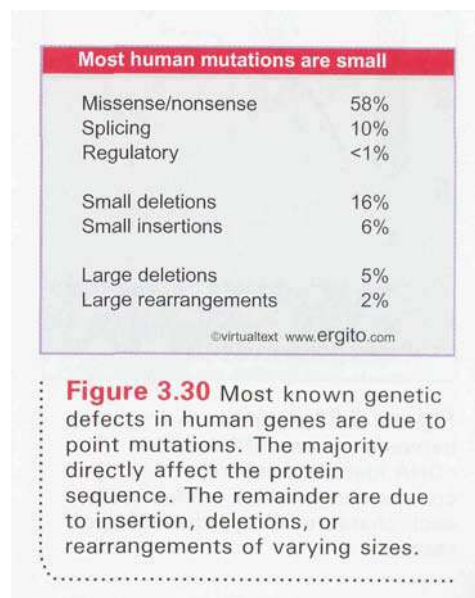 Most human mutations are small
Missense/nonsense 58%
Splicing 10%
Regulatory <1%
Small deletions 16%
Small insertions 6%
Large deletions 5%
Large rearrangements 2%
©virtualtext www.ergito.com
Figure 3.30 Most known genetic
defects in human genes are due to
point mutations. The majority
directly affect the protein
sequence. The remainder are due
to insertion, deletions, or
rearrangements of varying sizes.